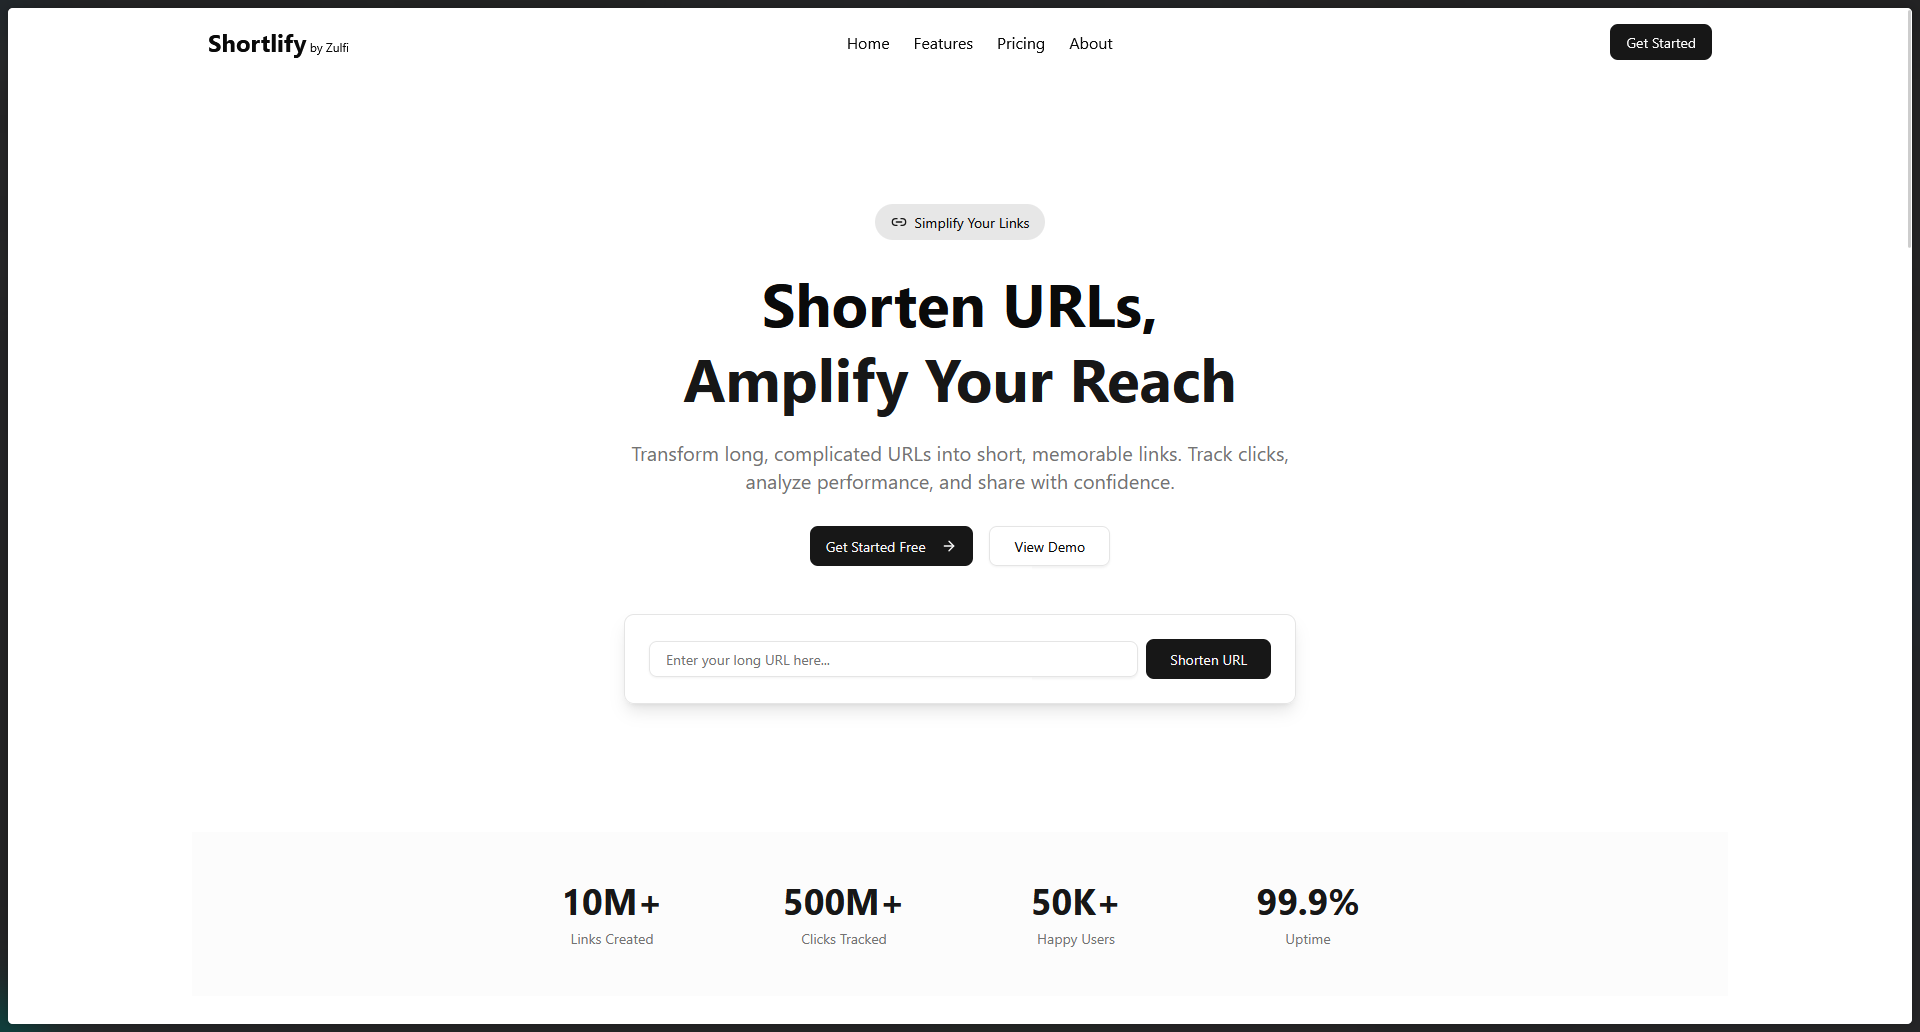 Shortlify by Zulfi
Home Features Pricing About
Get Started
Simplify Your Links
Shorten URLs,
Amplify Your Reach
Transform long, complicated URLs into short, memorable links. Track clicks,
analyze performance, and share with confidence.
Get Started Free
View Demo
Enter your long URL here...
Shorten URL
10M+
Links Created
500M+
Clicks Tracked
50K+
Happy Users
99.9%
Uptime